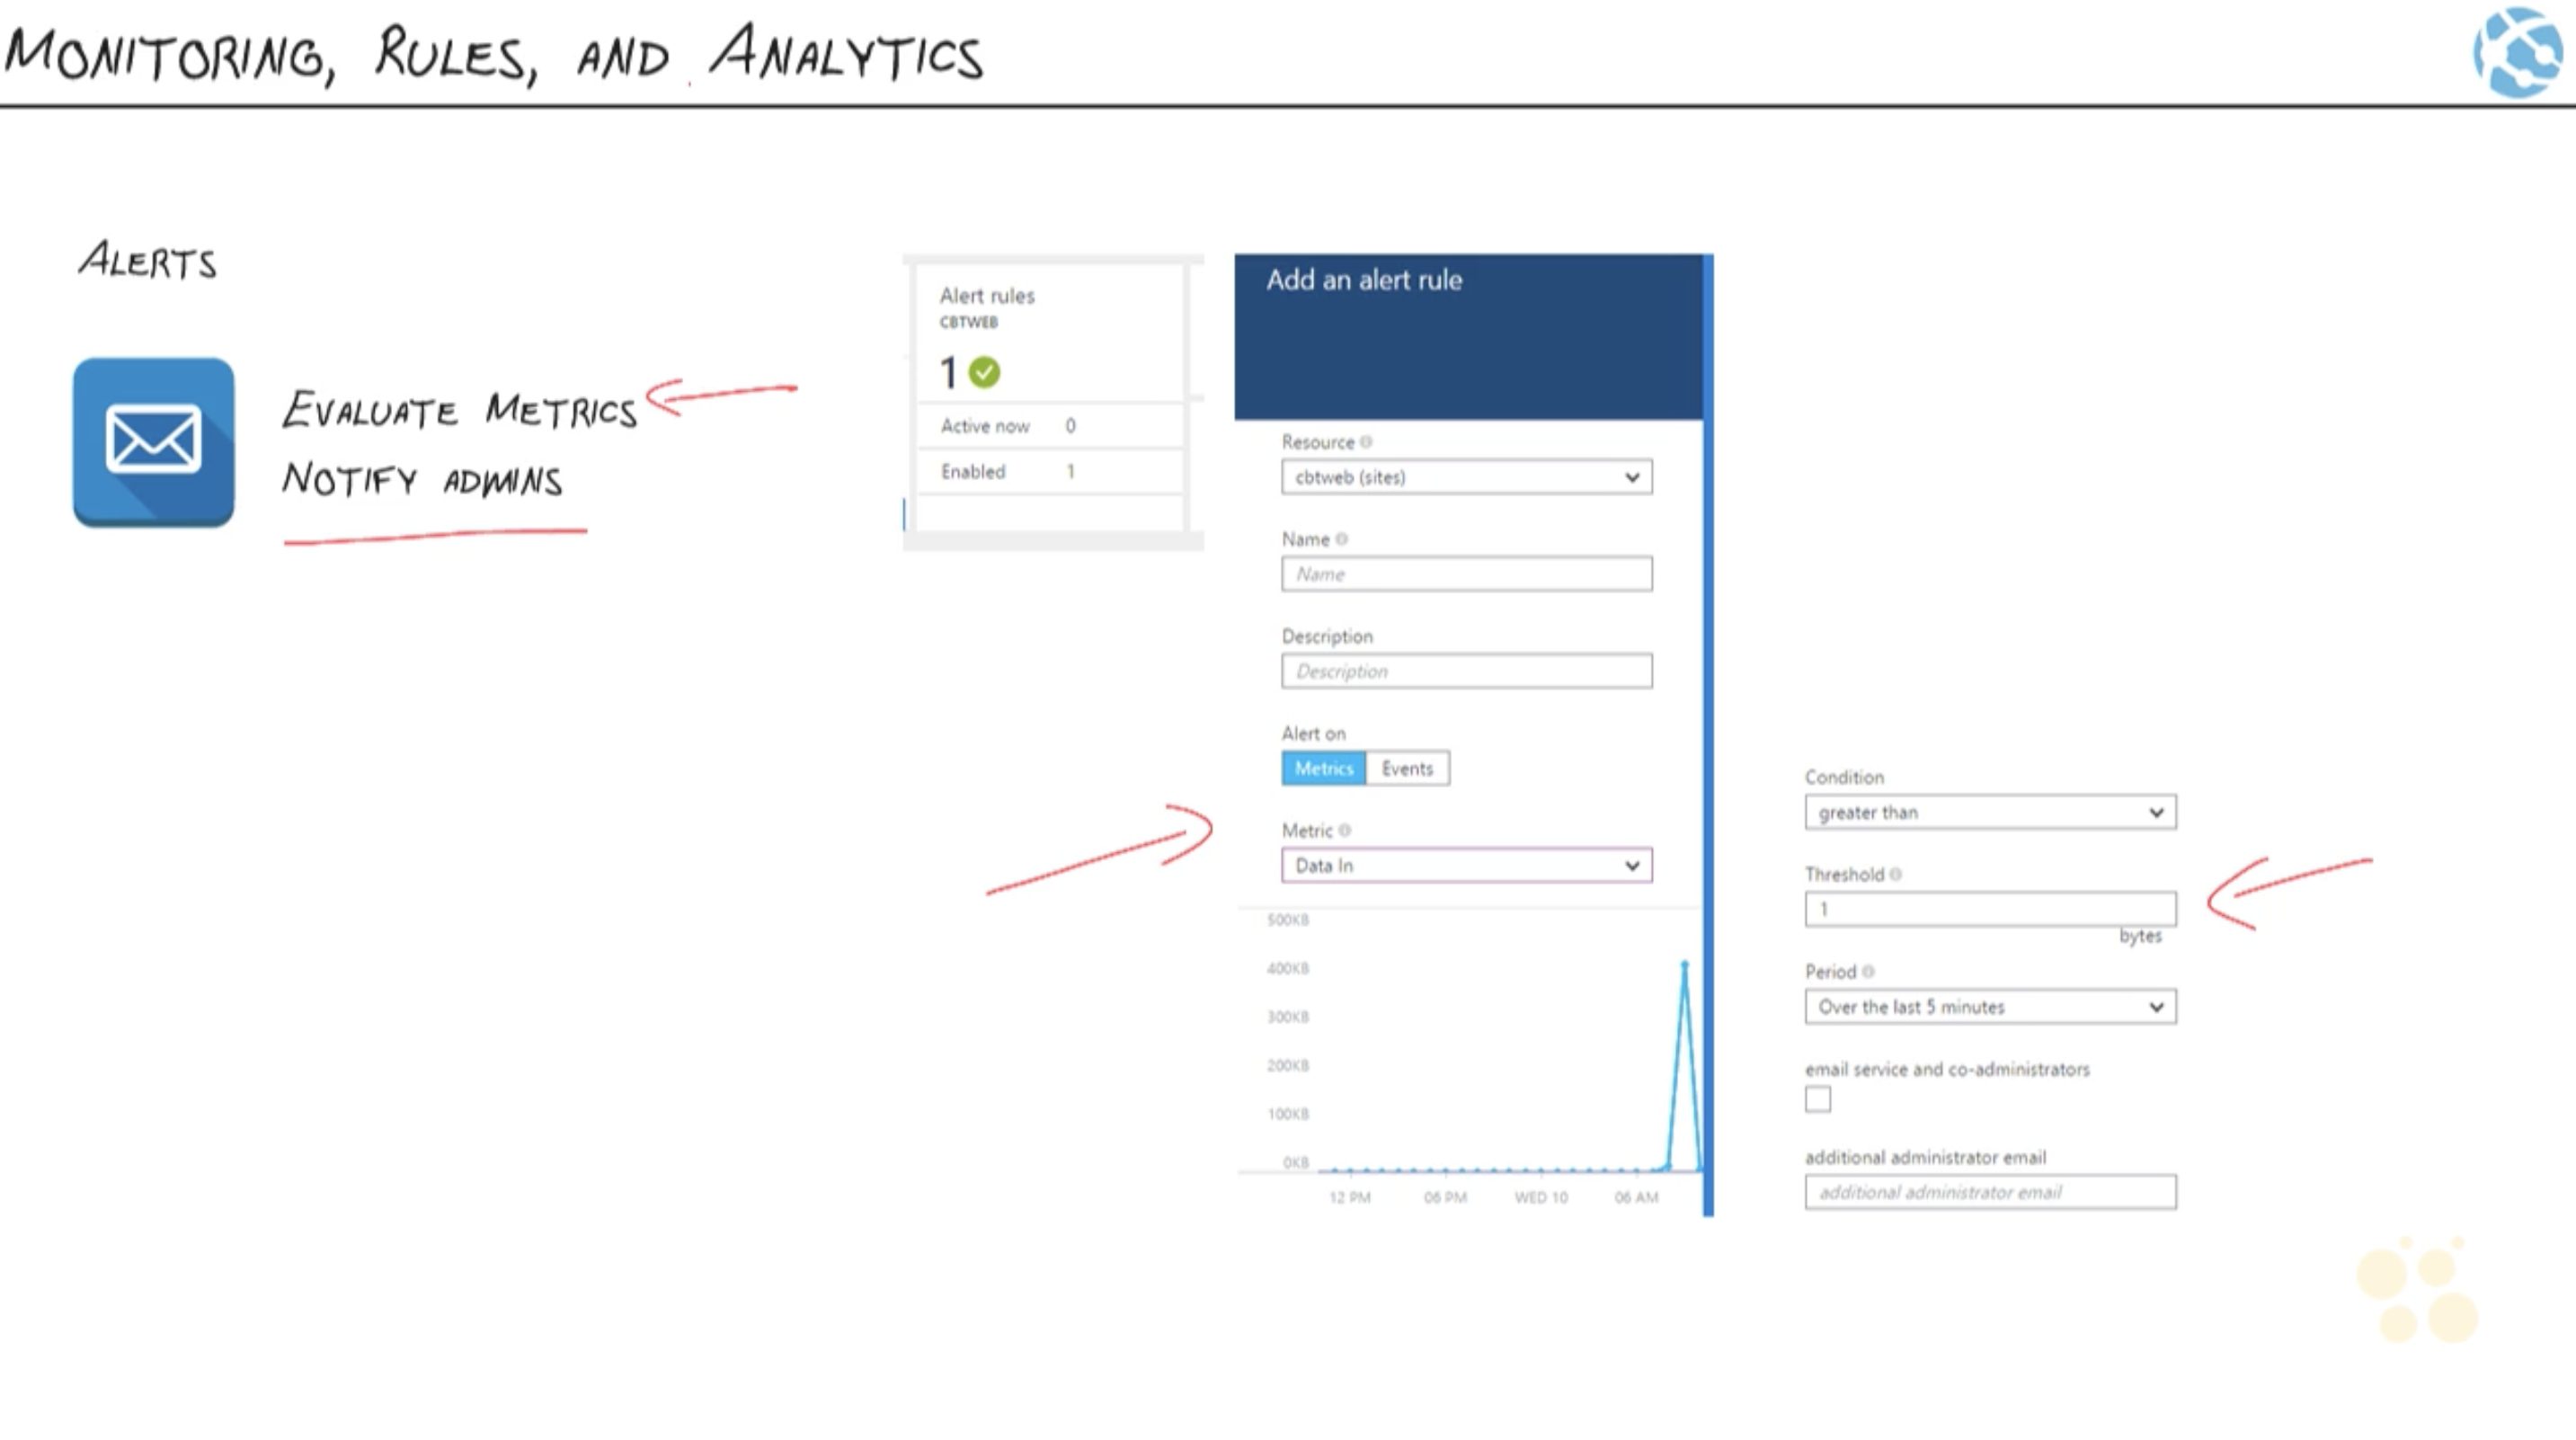 MONITORING, RULES, AND ANALYTICS
ALERTS
EVALUATE METRICS
NOTIFY ADMINS
Alert rules
CBTWEB
1
Active now 0
Enabled 1
Add an alert rule
Resource
cbtweb (sites)
Name
Name
Description
Description
Alert on
Metrics Events
Metric
Data In
500KB
400KB
300KB
200KB
100KB
0KB
12 PM 06 PM WED 10 06 AM
Condition
greater than
Threshold
1
bytes
Period
Over the last 5 minutes
email service and co-administrators
additional administrator email
additional administrator email